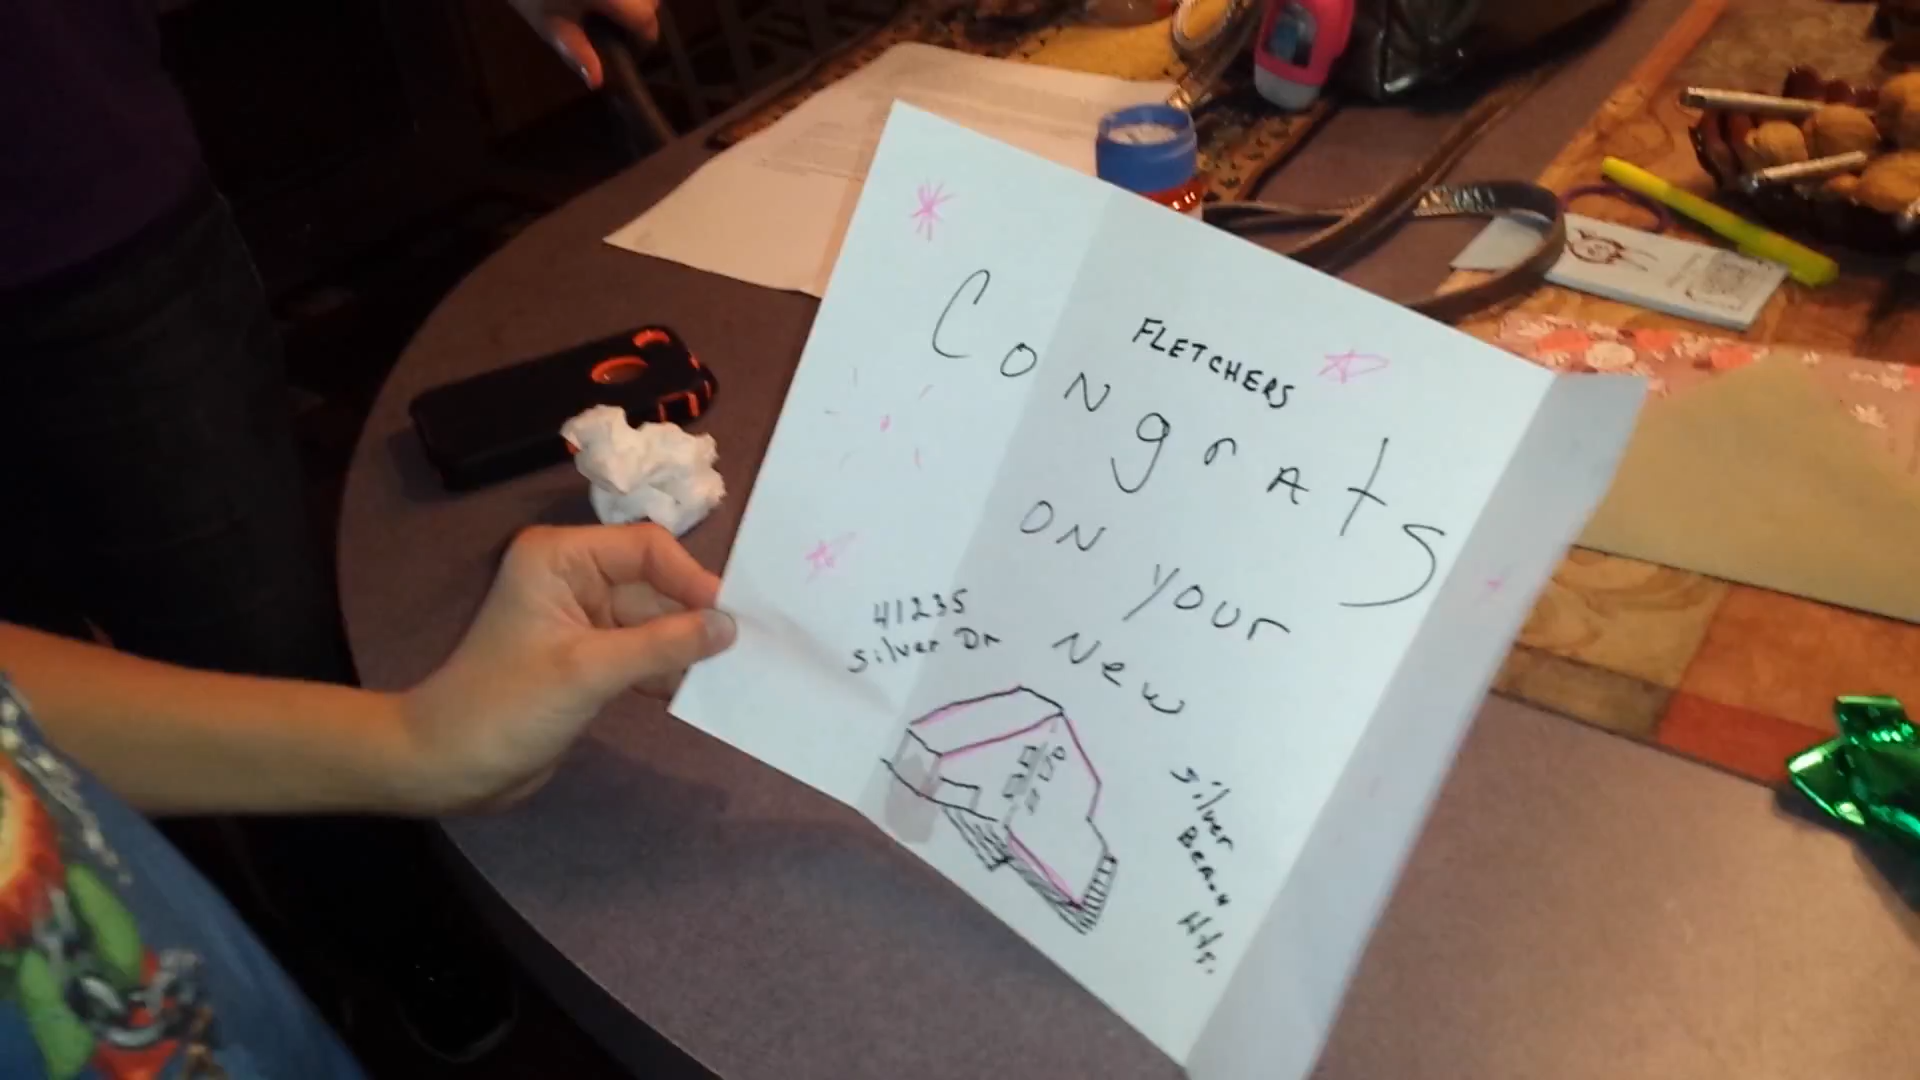 FLETCHERS
Congrats
ON your
New
41235
Silver Dr
Silver
Beach
Hts.